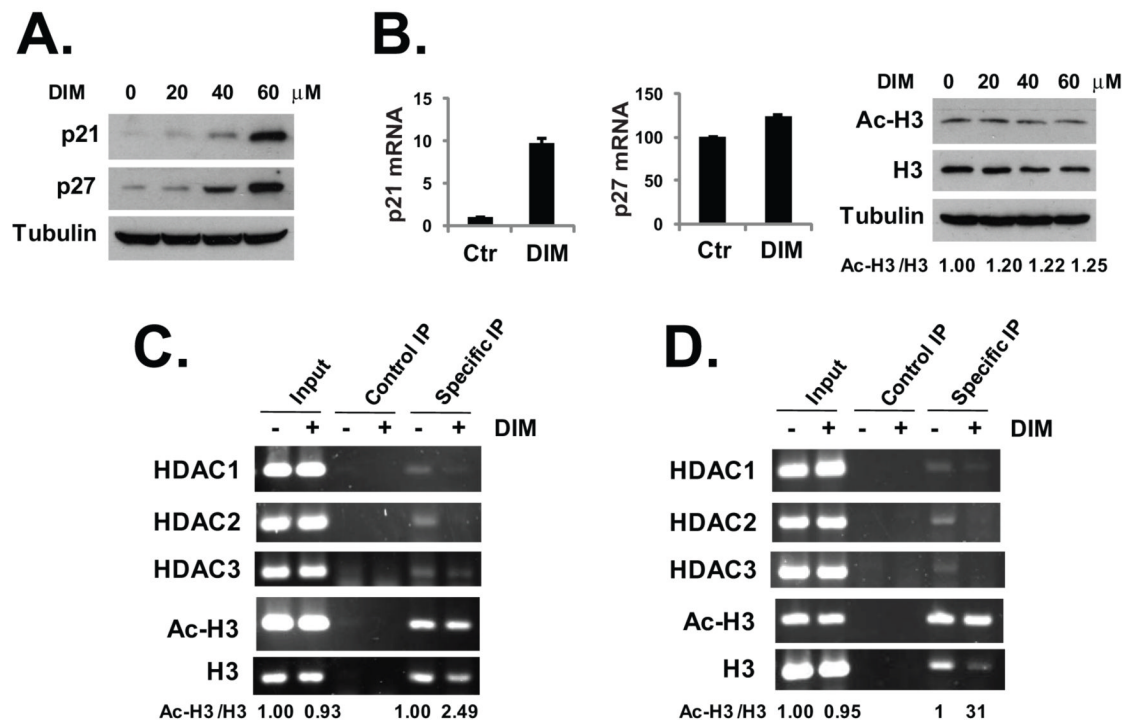 A.
DIM 0 20 40 60 μM
p21
p27
Tubulin
B.
p21 mRNA
15
10
5
0
Ctr DIM
p27 mRNA
150
100
50
0
Ctr DIM
DIM 0 20 40 60 μM
Ac-H3
H3
Tubulin
Ac-H3/H3 1.00 1.20 1.22 1.25
C.
Input Control IP Specific IP
- + - + - + DIM
HDAC1
HDAC2
HDAC3
Ac-H3
H3
Ac-H3/H3 1.00 0.93 1.00 2.49
D.
Input Control IP Specific IP
- + - + - + DIM
HDAC1
HDAC2
HDAC3
Ac-H3
H3
Ac-H3/H3 1.00 0.95 1 31